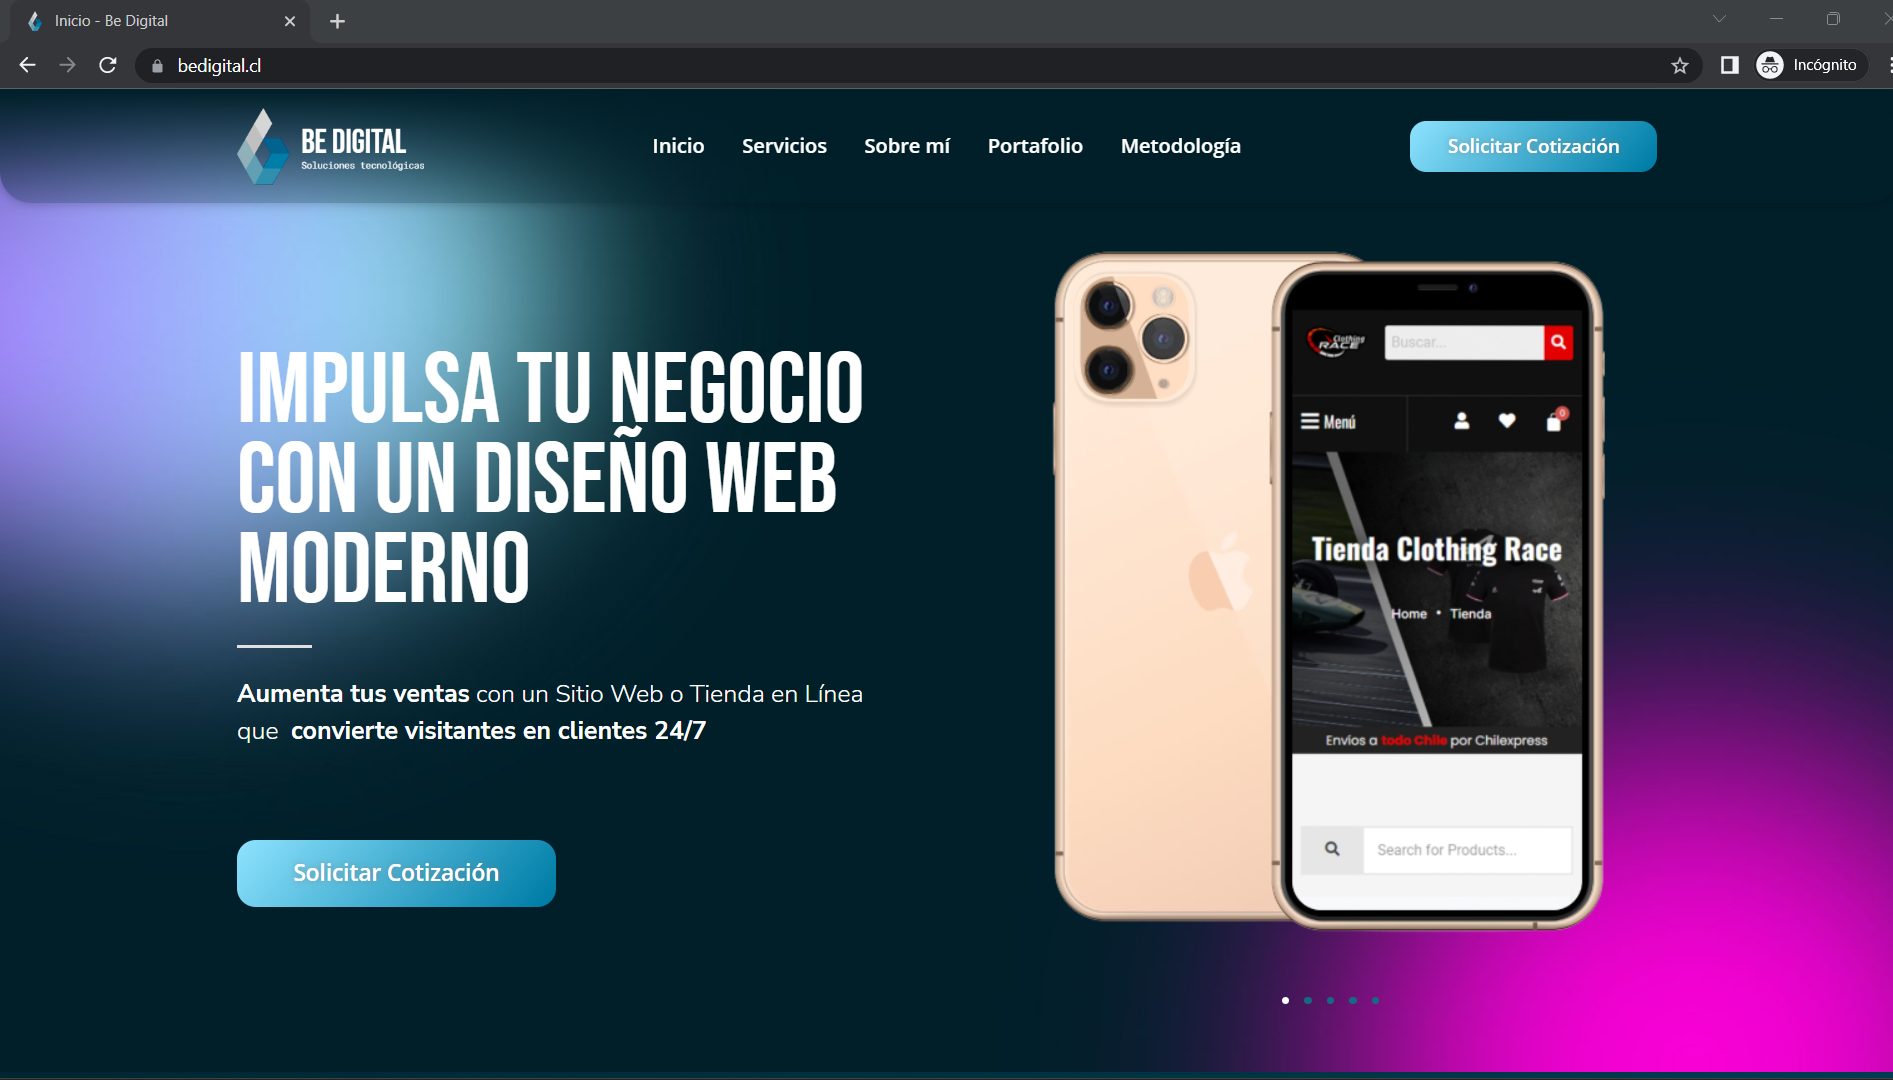 Inicio - Be Digital
bedigital.cl
Incógnito
BE DIGITAL
Soluciones tecnológicas
Inicio
Servicios
Sobre mí
Portafolio
Metodología
Solicitar Cotización
IMPULSA TU NEGOCIO
CON UN DISEÑO WEB
MODERNO
Aumenta tus ventas con un Sitio Web o Tienda en Línea
que convierte visitantes en clientes 24/7
Solicitar Cotización
Clothing
RACE
Buscar...
Menú
0
Tienda Clothing Race
Home • Tienda
Envíos a todo Chile por Chilexpress
Search for Products...